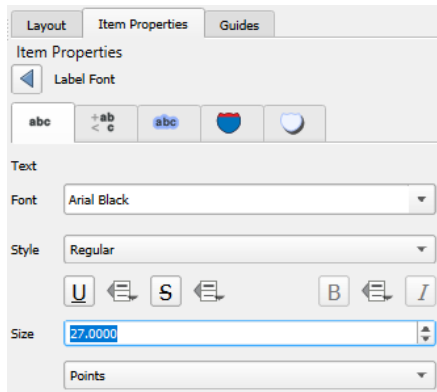 Layout Item Properties Guides
Item Properties
Label Font
abc +ab < c abc
Text
Font Arial Black
Style Regular
U S B I
Size 27.0000
Points